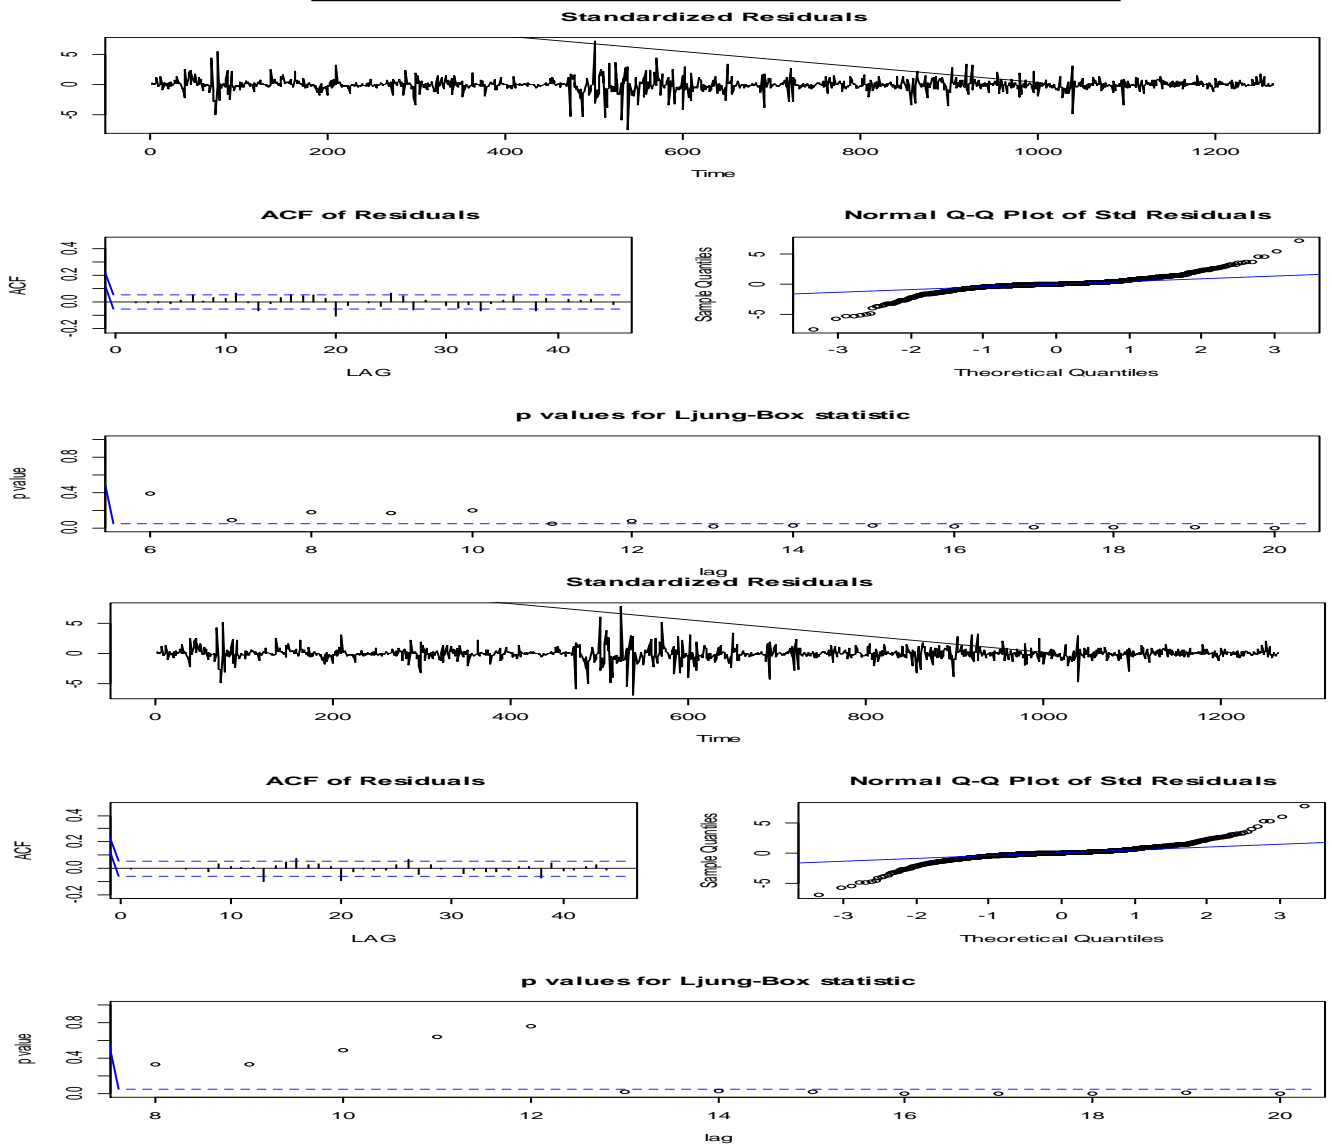 Standardized Residuals
5
0
-5
0 200 400 600 800 1000 1200
Time
ACF of Residuals
ACF
0.4
0.2
0.0
-0.2
0 10 20 30 40
LAG
Normal Q-Q Plot of Std Residuals
Sample Quantiles
5
0
-5
-3 -2 -1 0 1 2 3
Theoretical Quantiles
p values for Ljung-Box statistic
p value
0.8
0.4
0.0
6 8 10 12 14 16 18 20
lag
Standardized Residuals
5
0
-5
0 200 400 600 800 1000 1200
Time
ACF of Residuals
ACF
0.4
0.2
0.0
-0.2
0 10 20 30 40
LAG
Normal Q-Q Plot of Std Residuals
Sample Quantiles
5
0
-5
-3 -2 -1 0 1 2 3
Theoretical Quantiles
p values for Ljung-Box statistic
p value
0.8
0.4
0.0
8 10 12 14 16 18 20
lag